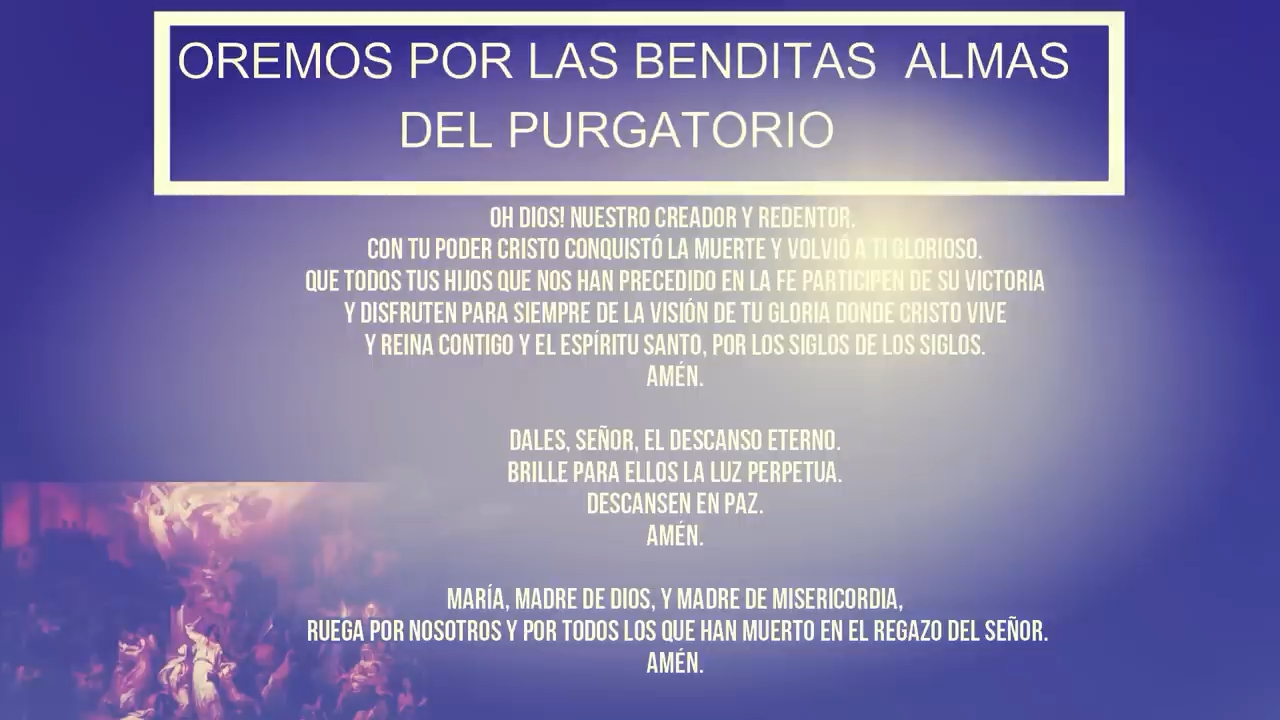 OREMOS POR LAS BENDITAS ALMAS
DEL PURGATORIO
OH DIOS! NUESTRO CREADOR Y REDENTOR,
CON TU PODER CRISTO CONQUISTÓ LA MUERTE Y VOLVIÓ A TI GLORIOSO.
QUE TODOS TUS HIJOS QUE NOS HAN PRECEDIDO EN LA FE PARTICIPEN DE SU VICTORIA
Y DISFRUTEN PARA SIEMPRE DE LA VISIÓN DE TU GLORIA DONDE CRISTO VIVE
Y REINA CONTIGO Y EL ESPÍRITU SANTO, POR LOS SIGLOS DE LOS SIGLOS.
AMÉN.
DALES, SEÑOR, EL DESCANSO ETERNO.
BRILLE PARA ELLOS LA LUZ PERPETUA.
DESCANSEN EN PAZ.
AMÉN.
MARÍA, MADRE DE DIOS, Y MADRE DE MISERICORDIA,
RUEGA POR NOSOTROS Y POR TODOS LOS QUE HAN MUERTO EN EL REGAZO DEL SEÑOR.
AMÉN.